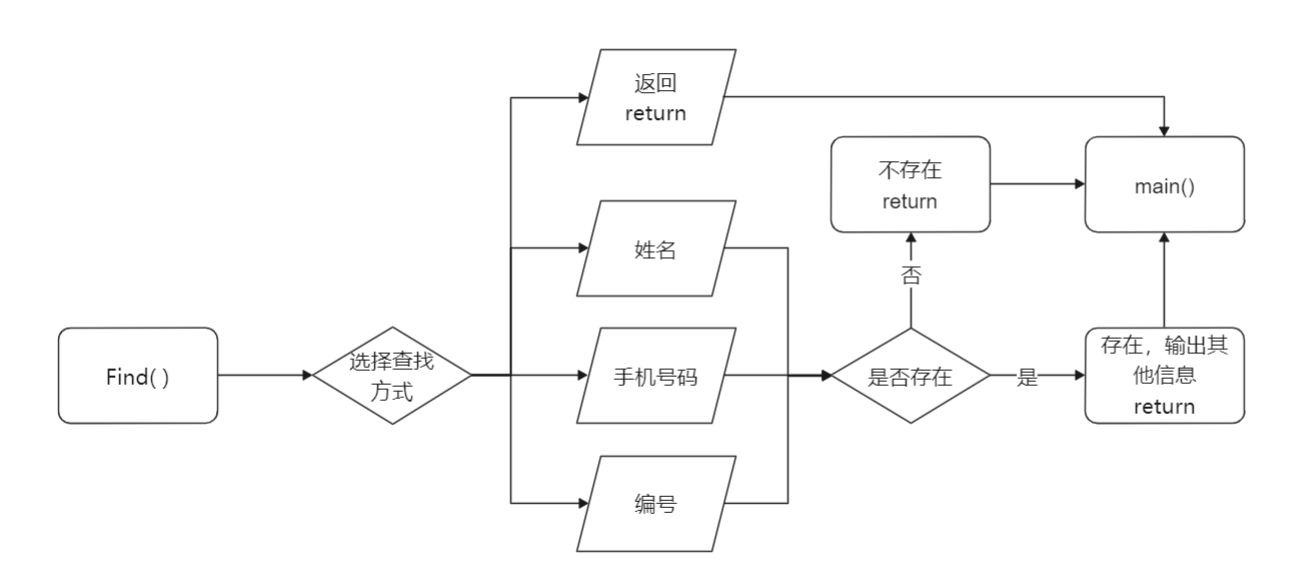 返回
return
不存在
return
main()
姓名
否
Find( )
选择查找
方式
手机号码
是否存在
是
存在，输出其
他信息
return
编号